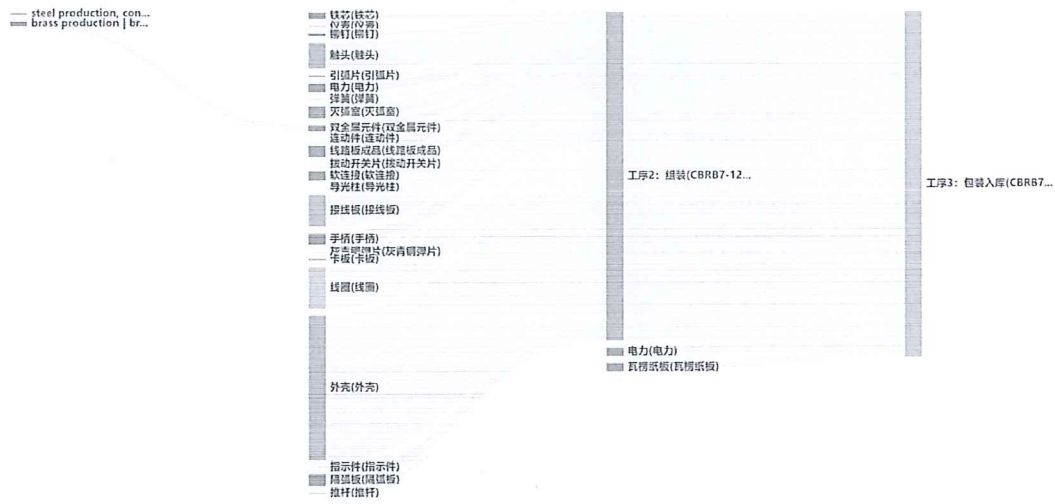 steel production, con...
brass production | br...
铁芯(铁芯)
仪表(仪表)
铆钉(铆钉)
触头(触头)
引弧片(引弧片)
电力(电力)
弹簧(弹簧)
灭弧室(灭弧室)
双金属元件(双金属元件)
连动件(连动件)
线路板成品(线路板成品)
拨动开关片(拨动开关片)
软连接(软连接)
导光柱(导光柱)
接线板(接线板)
手柄(手柄)
灰青铜弹片(灰青铜弹片)
卡板(卡板)
线圈(线圈)
外壳(外壳)
指示件(指示件)
隔弧板(隔弧板)
推杆(推杆)
工序2：组装(CBRB7-12...
电力(电力)
瓦楞纸板(瓦楞纸板)
工序3：包装入库(CBRB7...